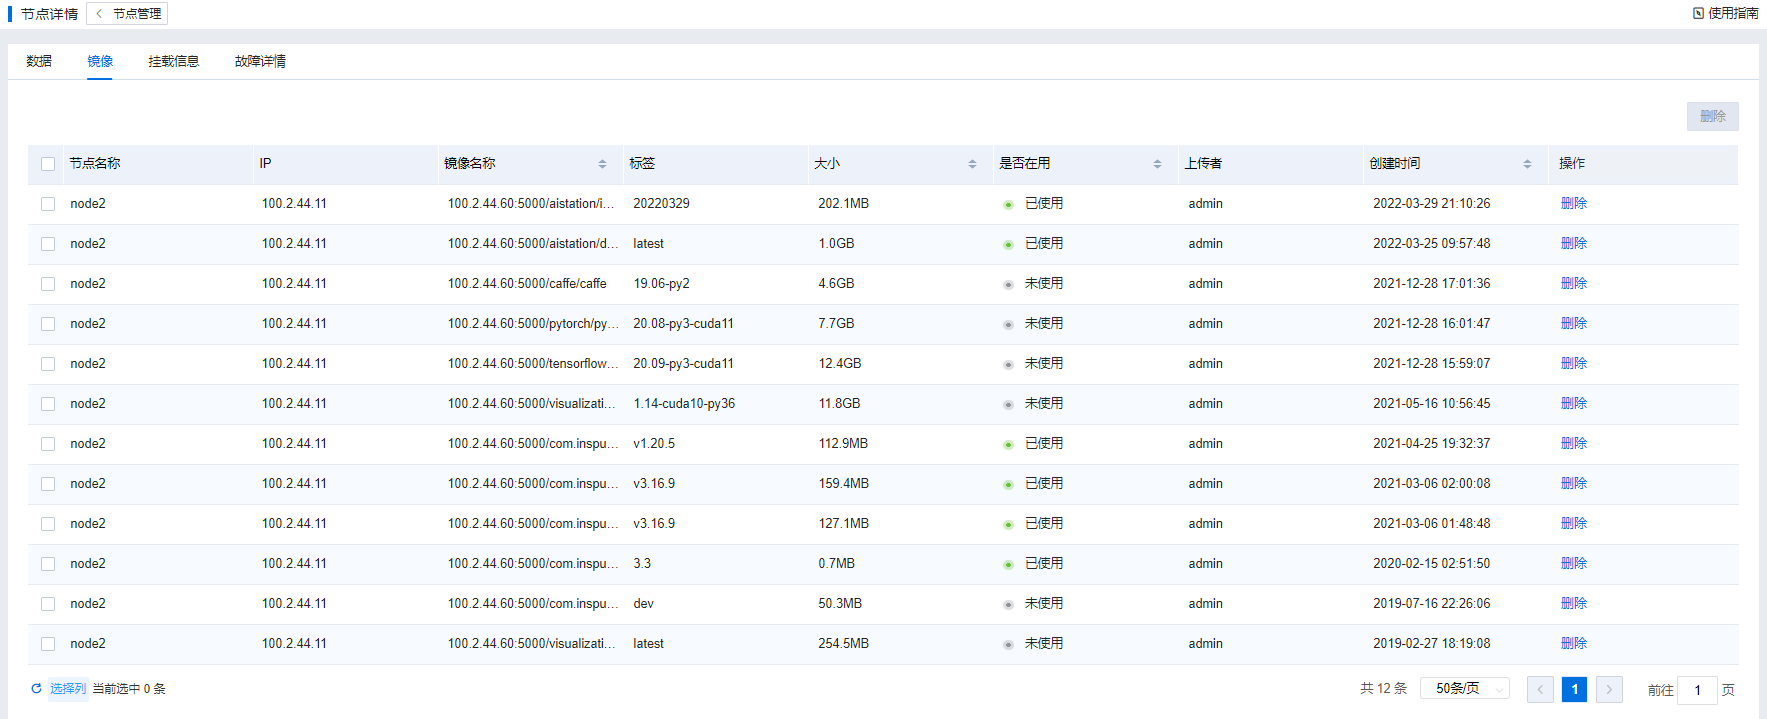 节点详情 节点管理 使用指南
数据 镜像 挂载信息 故障详情
删除
节点名称 IP 镜像名称 标签 大小 是否在用 上传者 创建时间 操作
node2 100.2.44.11 100.2.44.60:5000/aistation/i... 20220329 202.1MB 已使用 admin 2022-03-29 21:10:26 删除
node2 100.2.44.11 100.2.44.60:5000/aistation/d... latest 1.0GB 已使用 admin 2022-03-25 09:57:48 删除
node2 100.2.44.11 100.2.44.60:5000/caffe/caffe 19.06-py2 4.6GB 未使用 admin 2021-12-28 17:01:36 删除
node2 100.2.44.11 100.2.44.60:5000/pytorch/py... 20.08-py3-cuda11 7.7GB 未使用 admin 2021-12-28 16:01:47 删除
node2 100.2.44.11 100.2.44.60:5000/tensorflow... 20.09-py3-cuda11 12.4GB 未使用 admin 2021-12-28 15:59:07 删除
node2 100.2.44.11 100.2.44.60:5000/visualizati... 1.14-cuda10-py36 11.8GB 未使用 admin 2021-05-16 10:56:45 删除
node2 100.2.44.11 100.2.44.60:5000/com.inspu... v1.20.5 112.9MB 已使用 admin 2021-04-25 19:32:37 删除
node2 100.2.44.11 100.2.44.60:5000/com.inspu... v3.16.9 159.4MB 已使用 admin 2021-03-06 02:00:08 删除
node2 100.2.44.11 100.2.44.60:5000/com.inspu... v3.16.9 127.1MB 已使用 admin 2021-03-06 01:48:48 删除
node2 100.2.44.11 100.2.44.60:5000/com.inspu... 3.3 0.7MB 已使用 admin 2020-02-15 02:51:50 删除
node2 100.2.44.11 100.2.44.60:5000/com.inspu... dev 50.3MB 未使用 admin 2019-07-16 22:26:06 删除
node2 100.2.44.11 100.2.44.60:5000/visualizati... latest 254.5MB 未使用 admin 2019-02-27 18:19:08 删除
选择列 当前选中 0 条 共 12 条 50条/页 1 前往 1 页